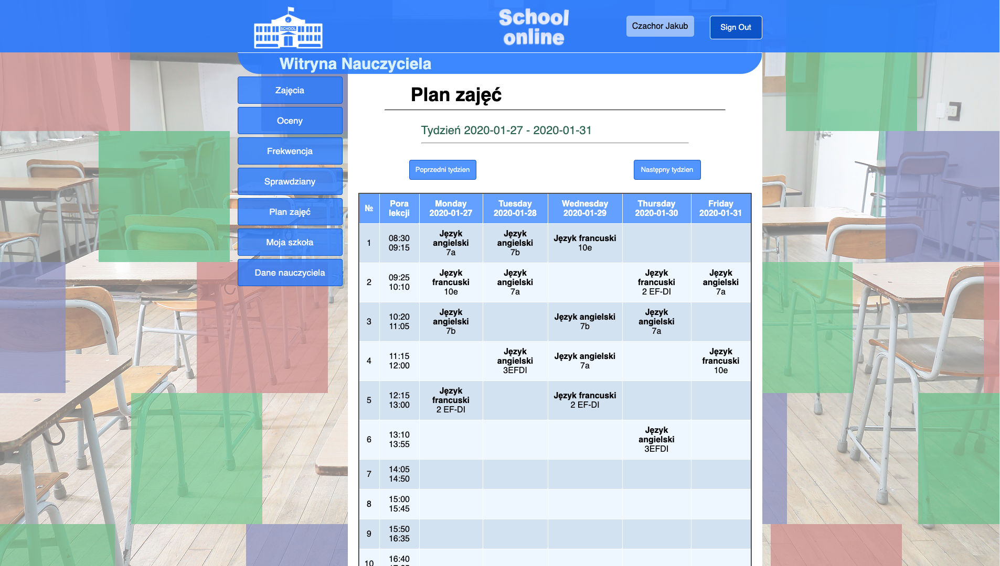 SCHOOL
School
online
Czachor Jakub
Sign Out
Witryna Nauczyciela
Zajęcia
Oceny
Frekwencja
Sprawdziany
Plan zajęć
Moja szkoła
Dane nauczyciela
Plan zajęć
Tydzień 2020-01-27 - 2020-01-31
Poprzedni tydzien
Następny tydzien
№ Pora lekcji Monday 2020-01-27 Tuesday 2020-01-28 Wednesday 2020-01-29 Thursday 2020-01-30 Friday 2020-01-31
1 08:30 09:15 Język angielski 7a Język angielski 7b Język francuski 10e
2 09:25 10:10 Język francuski 10e Język angielski 7a Język francuski 2 EF-DI Język angielski 7a
3 10:20 11:05 Język angielski 7b Język angielski 7b Język angielski 7a
4 11:15 12:00 Język angielski 3EFDI Język angielski 7a Język francuski 10e
5 12:15 13:00 Język francuski 2 EF-DI Język francuski 2 EF-DI
6 13:10 13:55 Język angielski 3EFDI
7 14:05 14:50
8 15:00 15:45
9 15:50 16:35
10 16:40